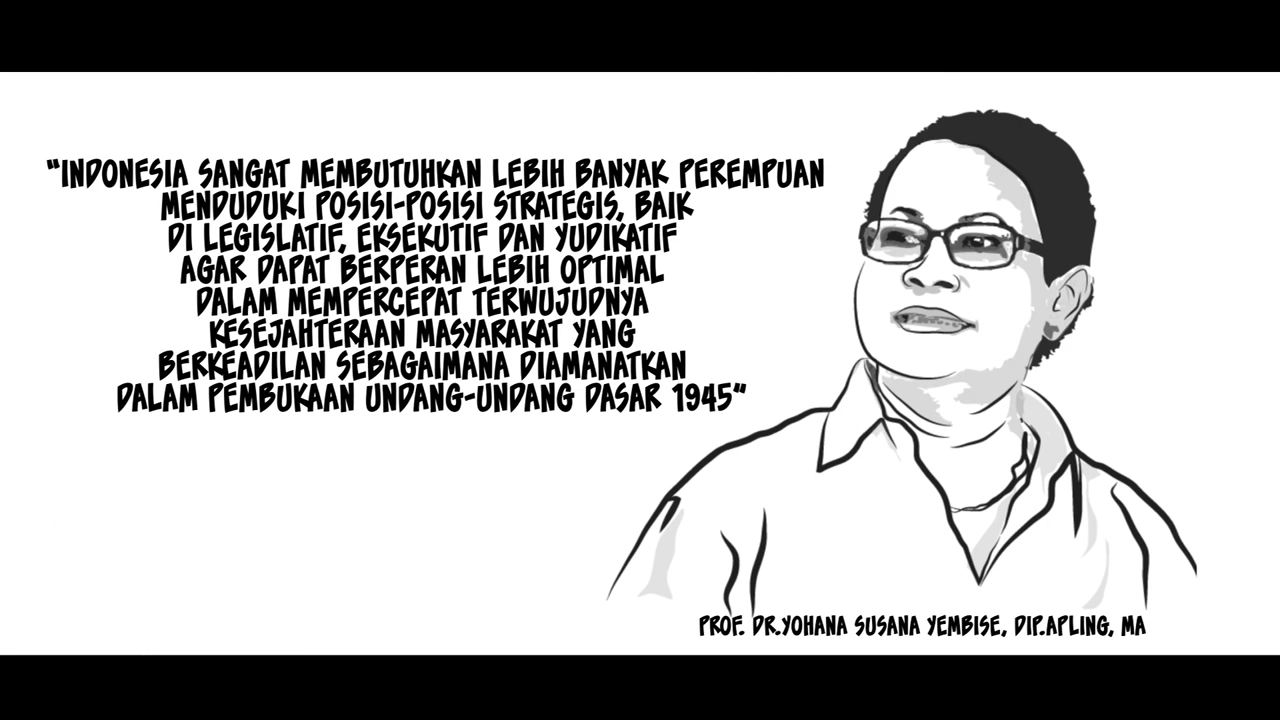 "INDONESIA SANGAT MEMBUTUHKAN LEBIH BANYAK PEREMPUAN
MENDUDUKI POSISI-POSISI STRATEGIS, BAIK
DI LEGISLATIF, EKSEKUTIF DAN YUDIKATIF
AGAR DAPAT BERPERAN LEBIH OPTIMAL
DALAM MEMPERCEPAT TERWUJUDNYA
KESEJAHTERAAN MASYARAKAT YANG
BERKEADILAN SEBAGAIMANA DIAMANATKAN
DALAM PEMBUKAAN UNDANG-UNDANG DASAR 1945"
PROF. DR.YOHANA SUSANA YEMBISE, DIP.APLING, MA